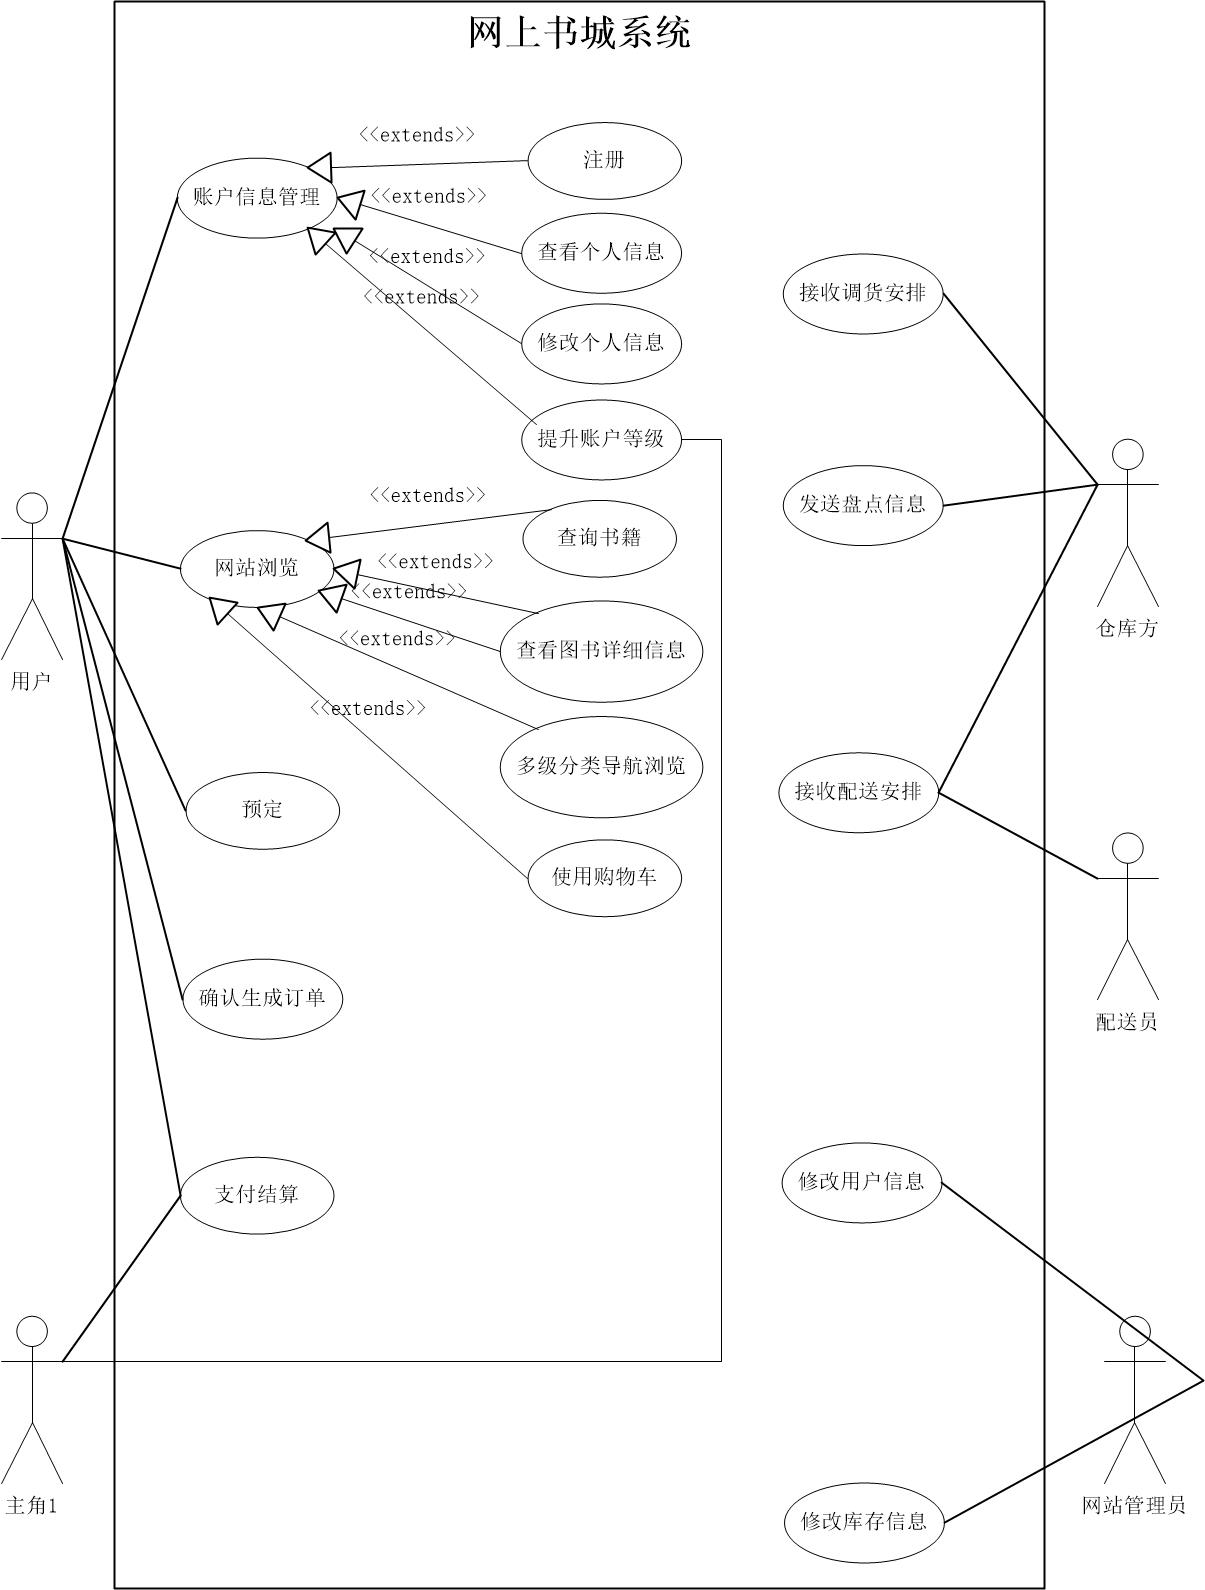 网上书城系统
<<extends>>
注册
账户信息管理
<<extends>>
查看个人信息
<<extends>>
接收调货安排
<<extends>>
修改个人信息
提升账户等级
<<extends>>
发送盘点信息
查询书籍
<<extends>>
网站浏览
<<extends>>
仓库方
<<extends>>
查看图书详细信息
用户
<<extends>>
多级分类导航浏览
接收配送安排
预定
使用购物车
确认生成订单
配送员
修改用户信息
支付结算
主角1
网站管理员
修改库存信息